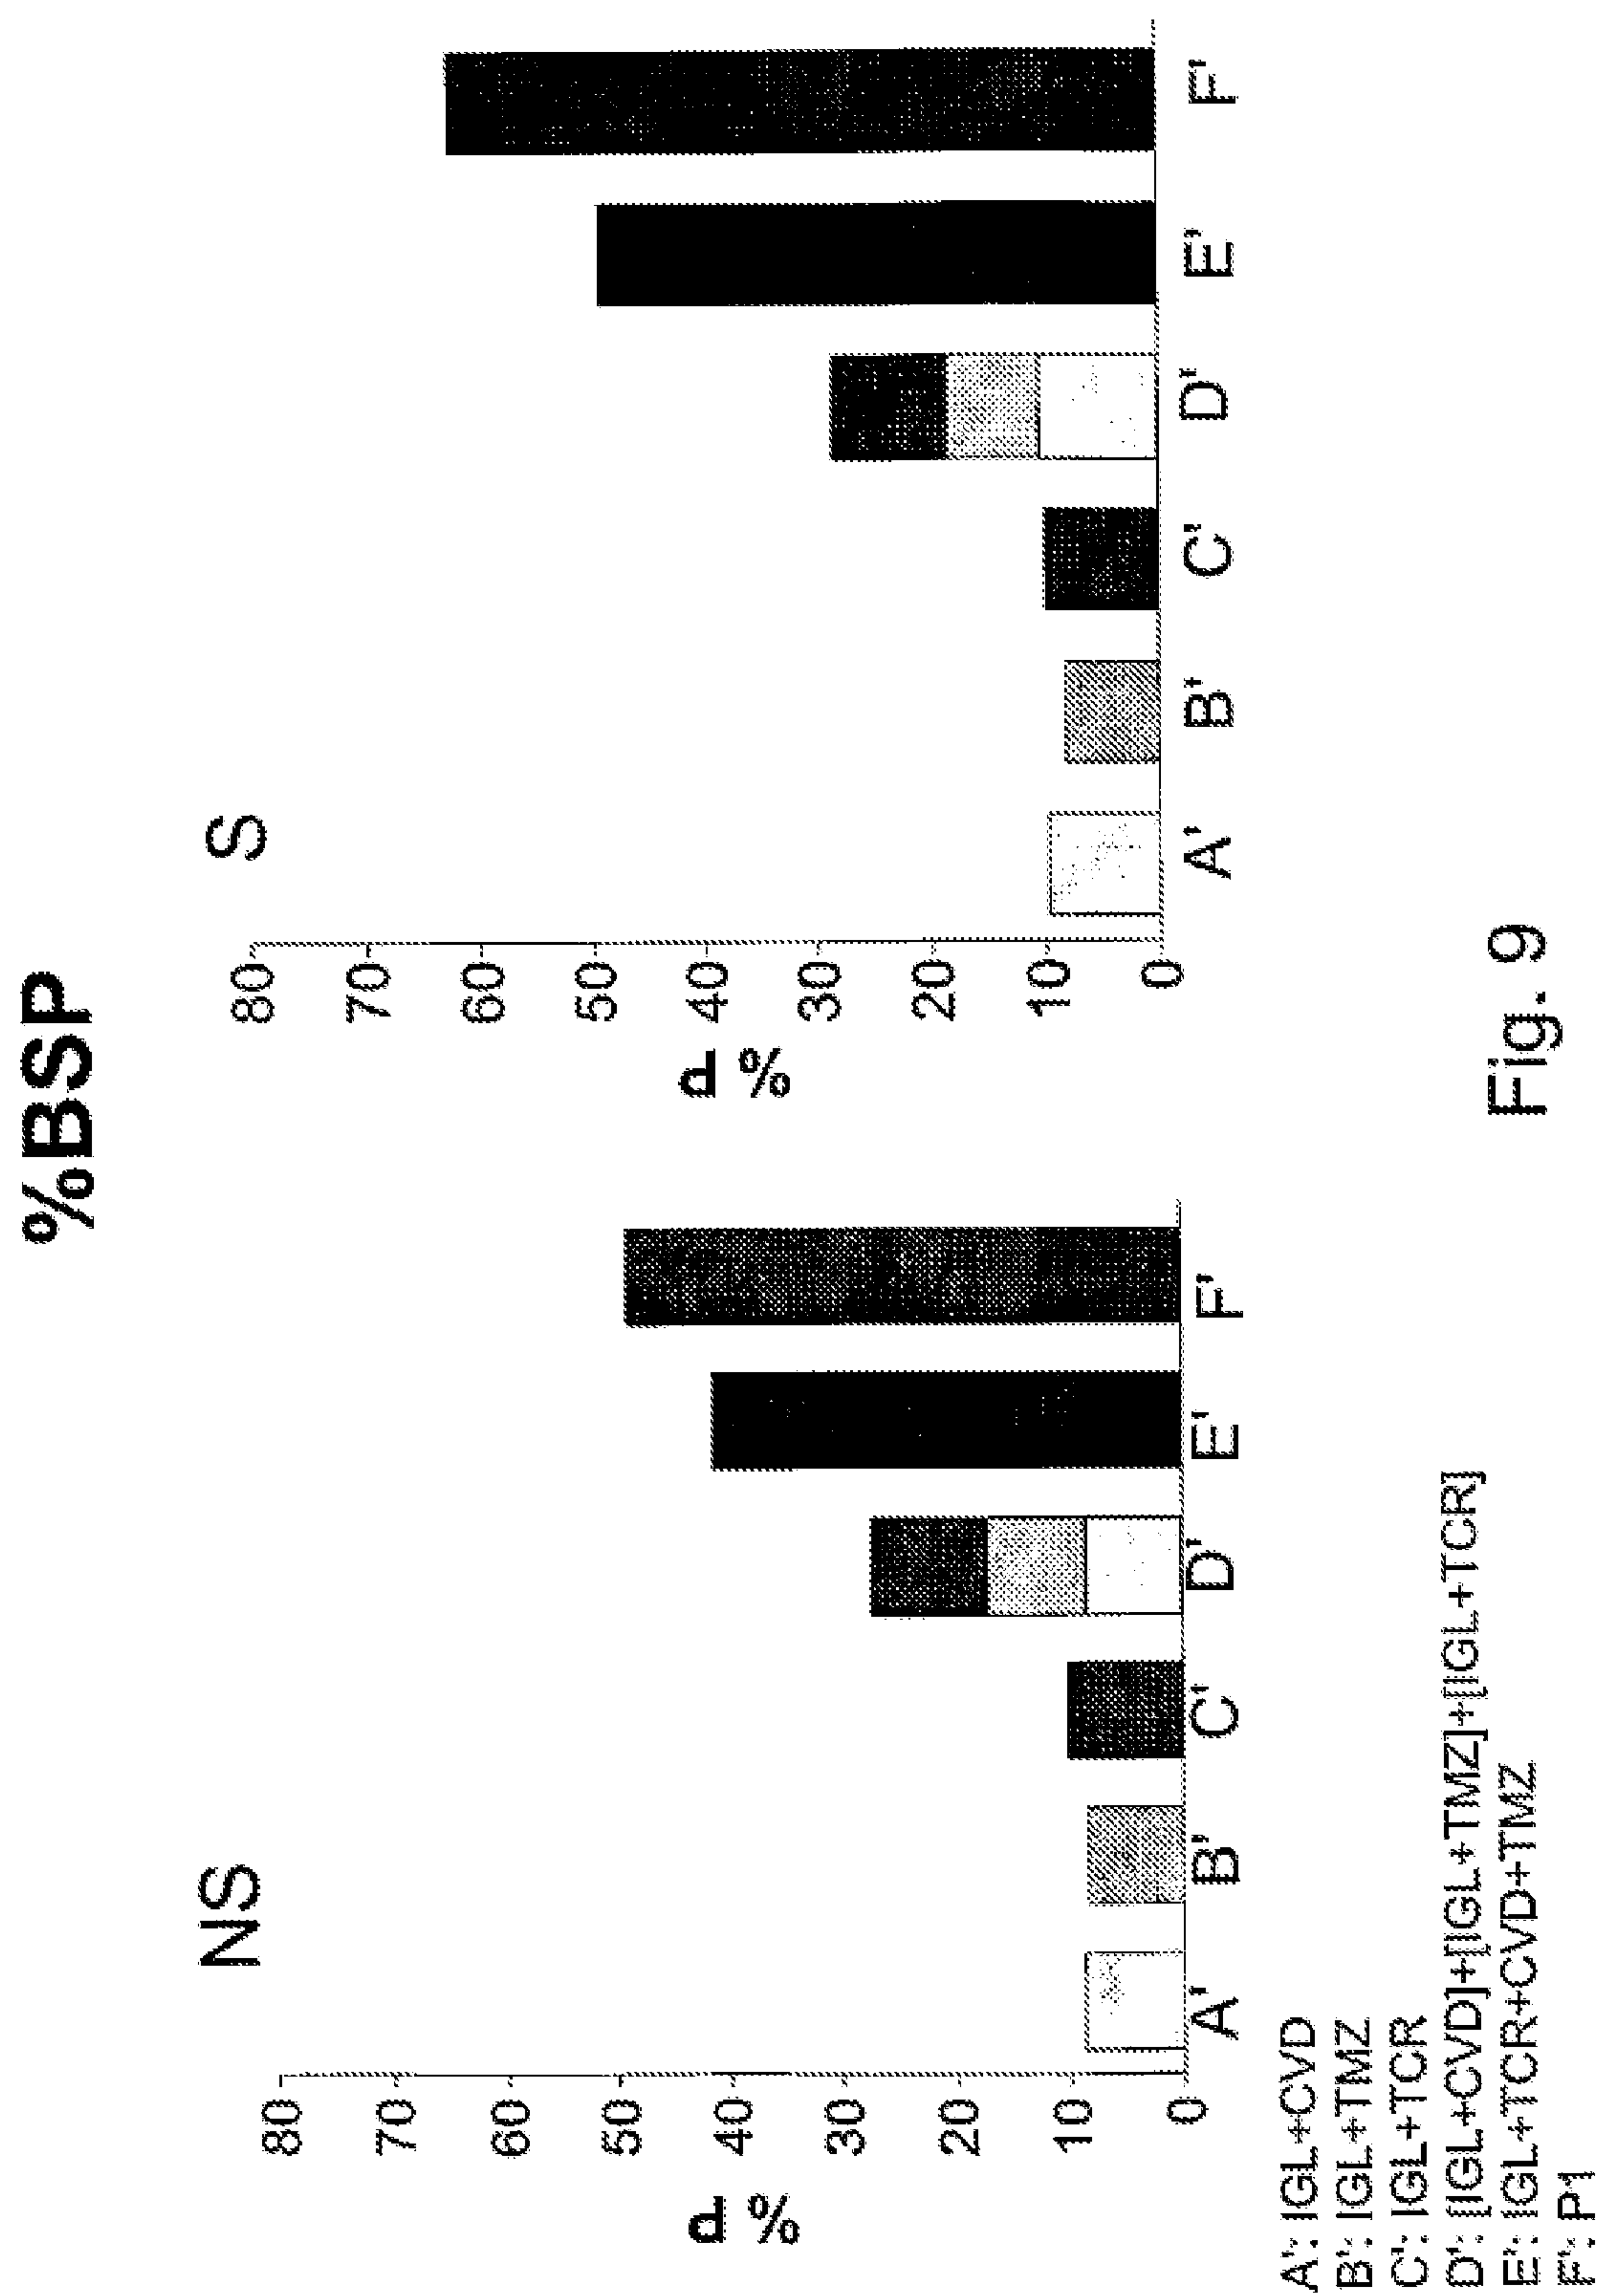 %BSP
NS
% P
80
70
60
50
40
30
20
10
0
A' B' C' D' E' F'
S
% P
80
70
60
50
40
30
20
10
0
A' B' C' D' E' F'
A': IGL+CVD
B': IGL+TMZ
C': IGL+TCR
D': [IGL+CVD]+[IGL+TMZ]+[IGL+TCR]
E': IGL+TCR+CVD+TMZ
F': P1
Fig. 9